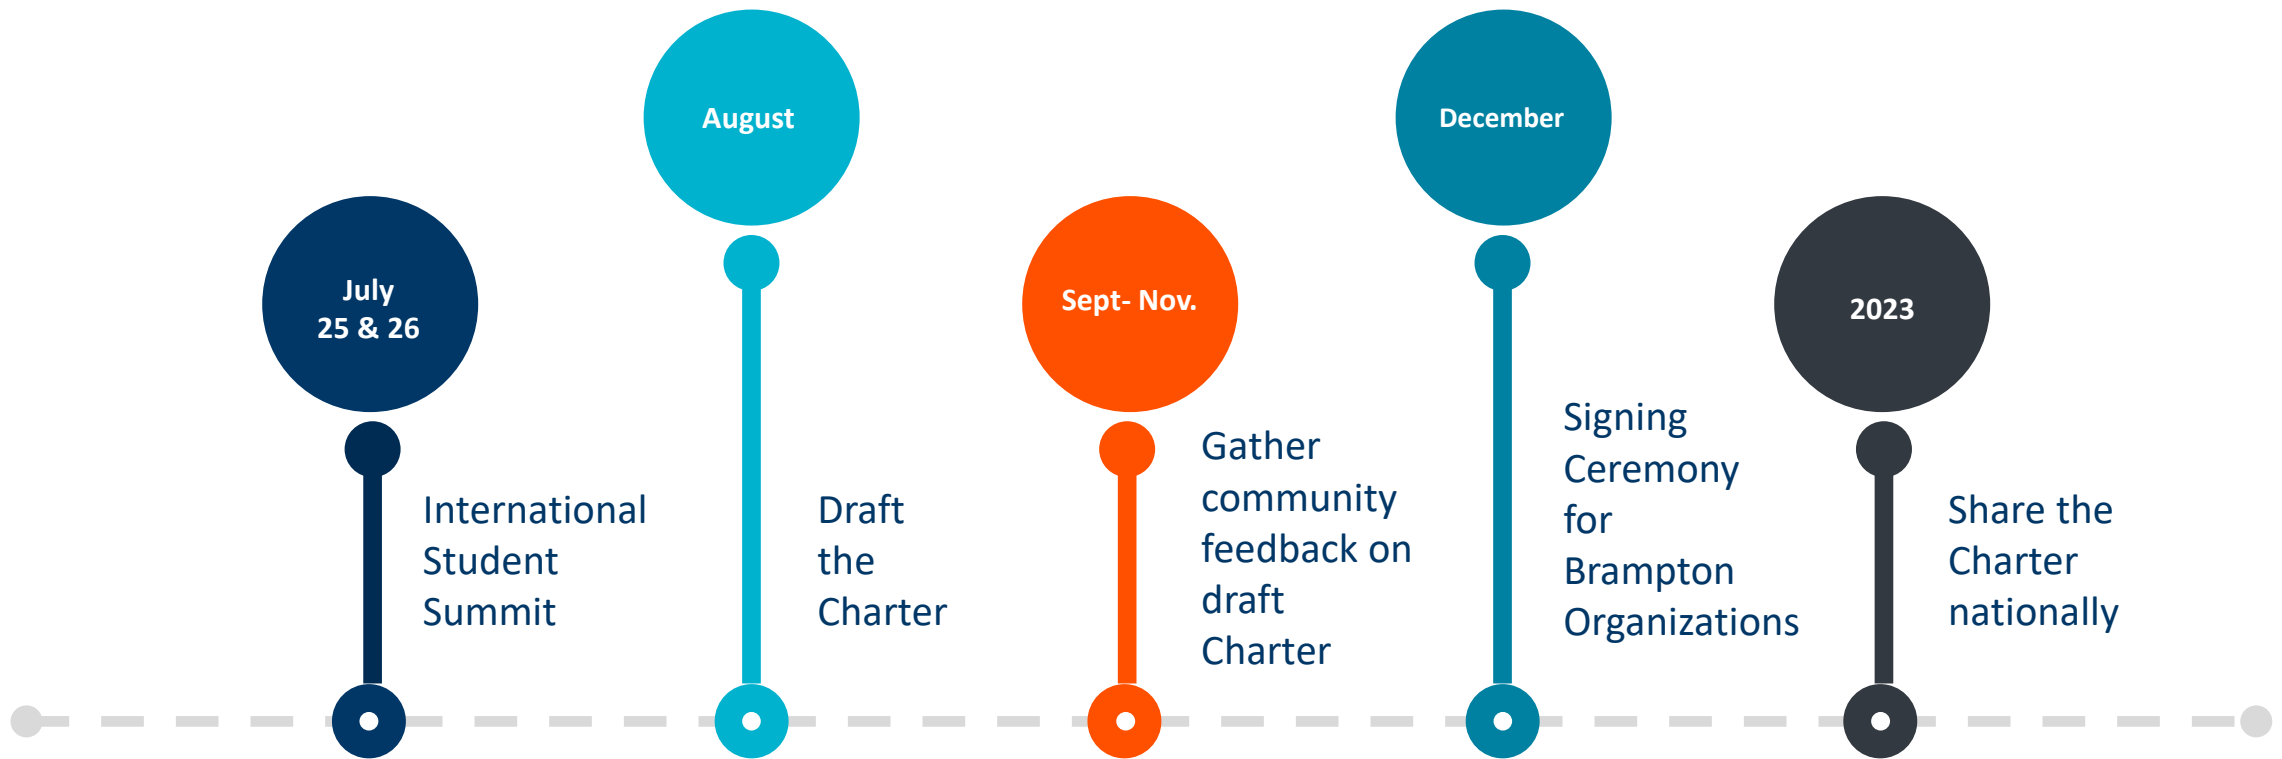 July
25 & 26
International
Student
Summit
August
Draft
the
Charter
Sept- Nov.
Gather
community
feedback on
draft
Charter
December
Signing
Ceremony
for
Brampton
Organizations
2023
Share the
Charter
nationally